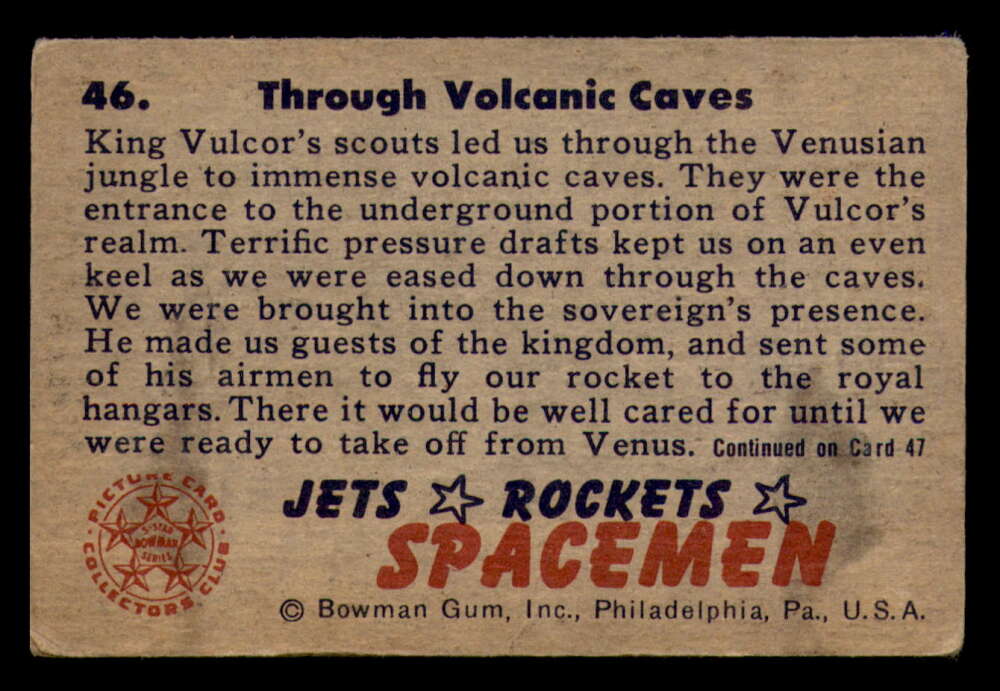 46. Through Volcanic Caves
King Vulcor's scouts led us through the Venusian
jungle to immense volcanic caves. They were the
entrance to the underground portion of Vulcor's
realm. Terrific pressure drafts kept us on an even
keel as we were eased down through the caves.
We were brought into the sovereign's presence.
He made us guests of the kingdom, and sent some
of his airmen to fly our rocket to the royal
hangars. There it would be well cared for until we
were ready to take off from Venus. Continued on Card 47
PICTURE CARD
COLLECTORS CLUB
5-STAR
BOWMAN
SERIES
JETS ☆ ROCKETS ☆
SPACEMEN
© Bowman Gum, Inc., Philadelphia, Pa., U.S.A.